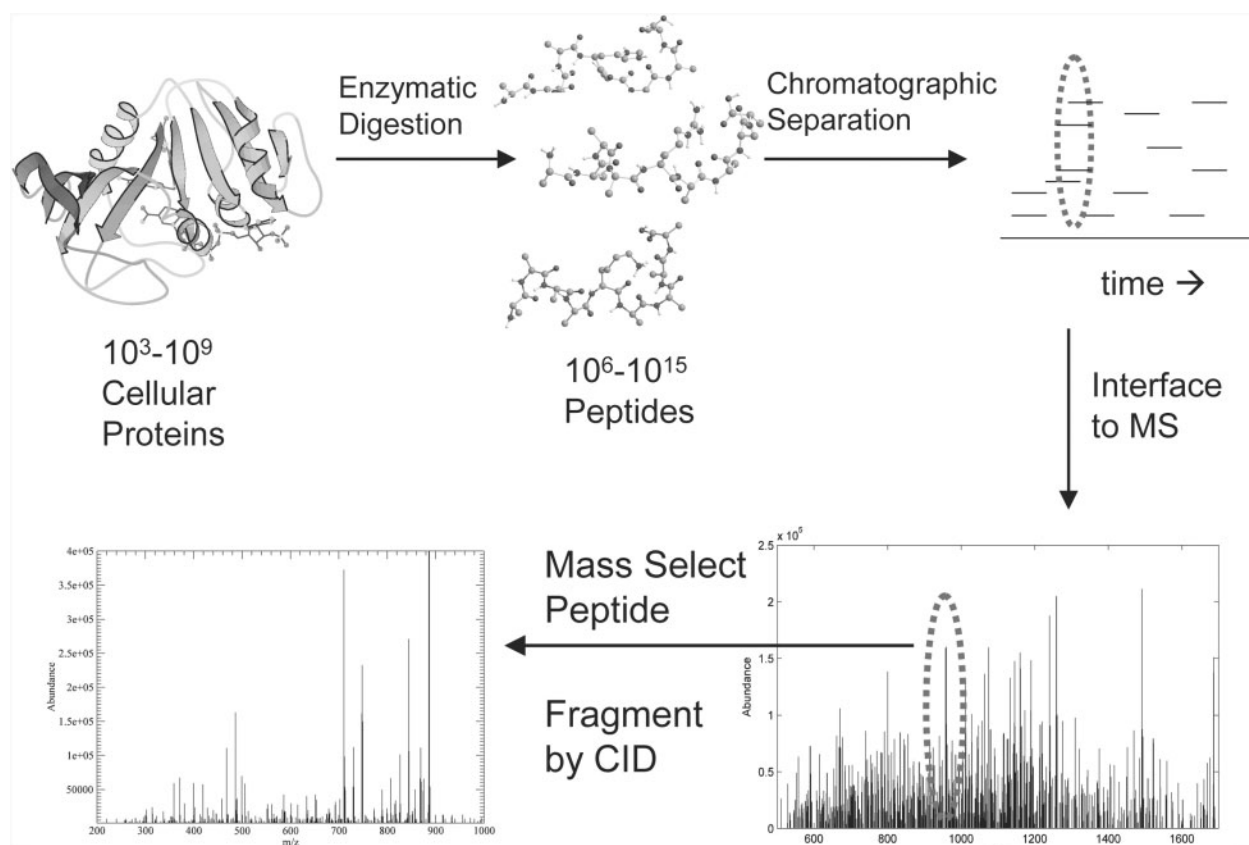 Enzymatic
Digestion
Chromatographic
Separation
10³-10⁹
Cellular
Proteins
10⁶-10¹⁵
Peptides
time →
Interface
to MS
Mass Select
Peptide
Fragment
by CID
4e+05
3.5e+05
3e+05
2.5e+05
2e+05
1.5e+05
1e+05
50000
Abundance
200 300 400 500 600 700 800 900 1000
m/z
x 10⁵
2.5
2
1.5
1
0.5
0
Abundance
600 800 1000 1200 1400 1600